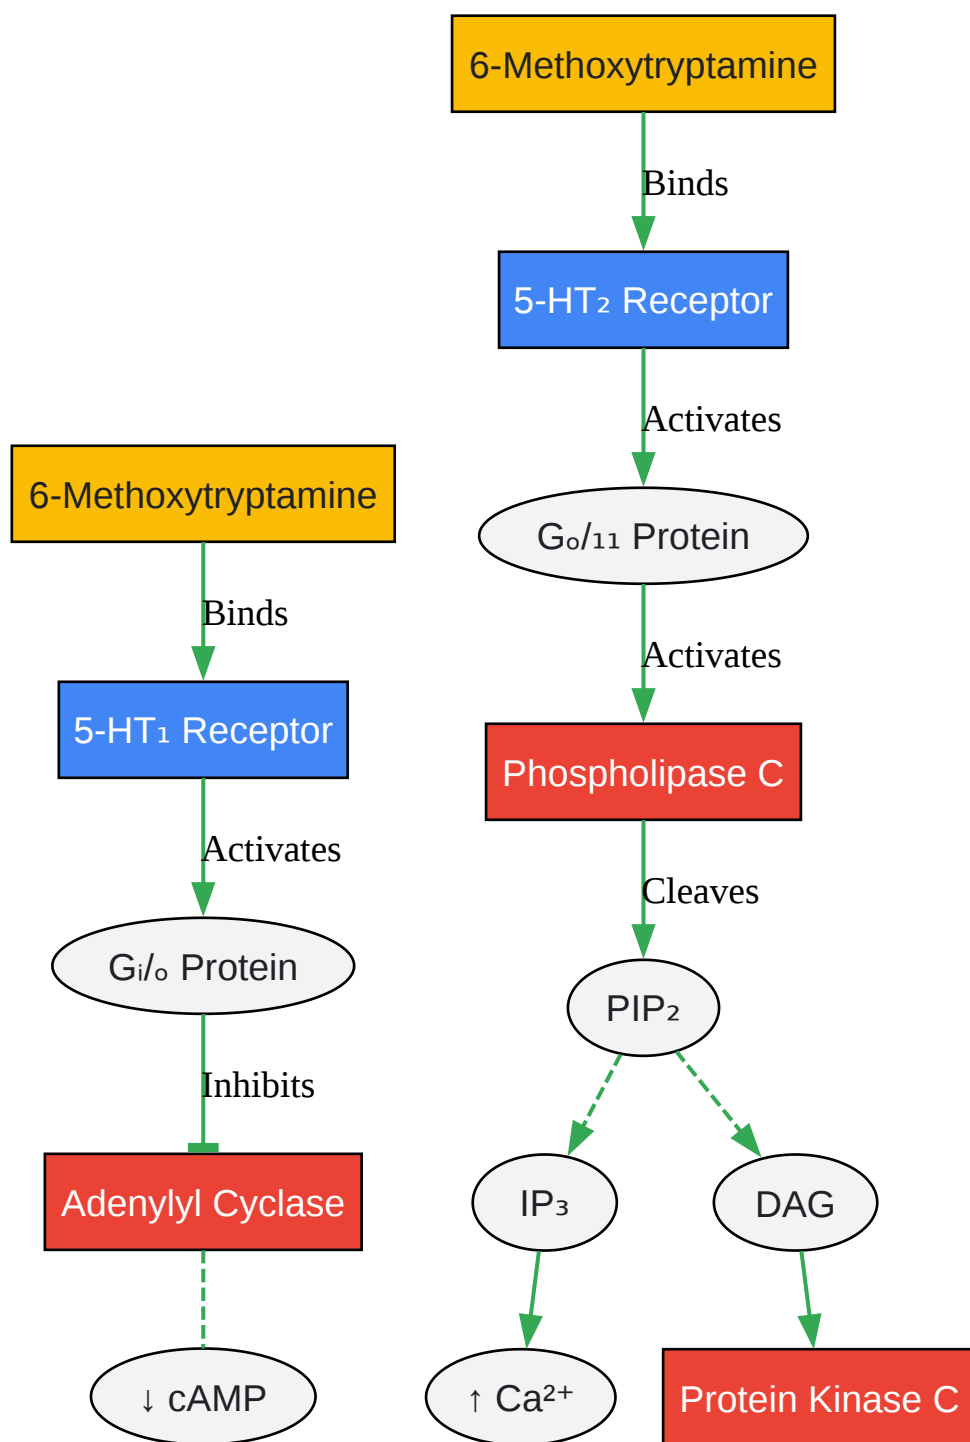 6-Methoxytryptamine
Binds
5-HT₁ Receptor
Activates
Gᵢ/ₒ Protein
Inhibits
Adenylyl Cyclase
↓ cAMP
6-Methoxytryptamine
Binds
5-HT₂ Receptor
Activates
Gₒ/₁₁ Protein
Activates
Phospholipase C
Cleaves
PIP₂
IP₃
DAG
↑ Ca²⁺
Protein Kinase C